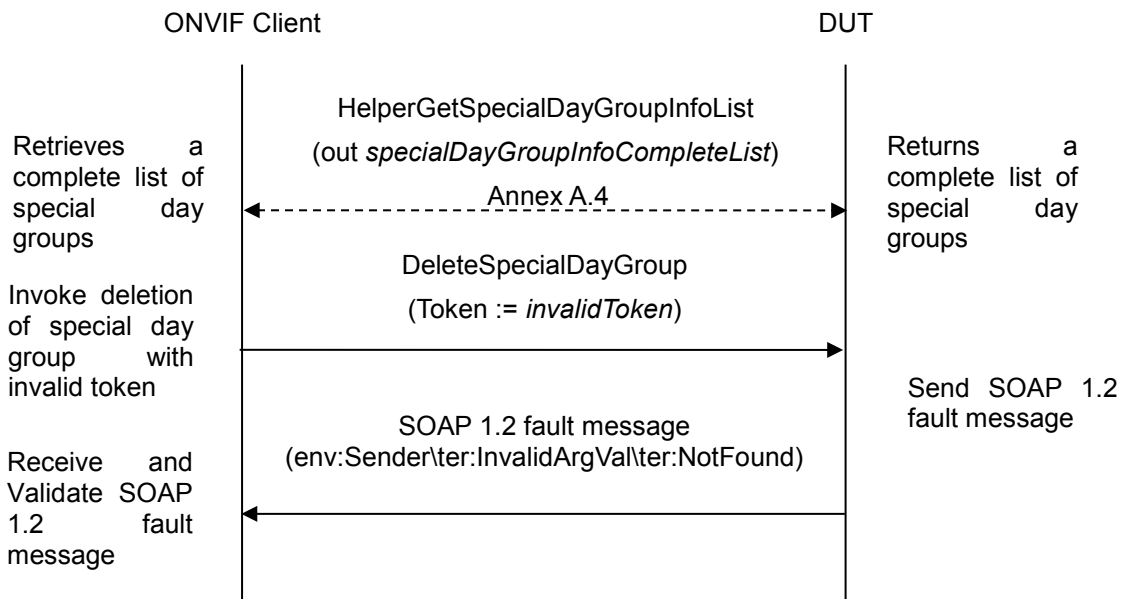 ONVIF Client
DUT
HelperGetSpecialDayGroupInfoList
(out specialDayGroupInfoCompleteList)
Annex A.4
Retrieves a
complete list of
special day
groups
Returns a
complete list of
special day
groups
DeleteSpecialDayGroup
(Token := invalidToken)
Invoke deletion
of special day
group with
invalid token
Send SOAP 1.2
fault message
SOAP 1.2 fault message
(env:Sender\ter:InvalidArgVal\ter:NotFound)
Receive and
Validate SOAP
1.2 fault
message